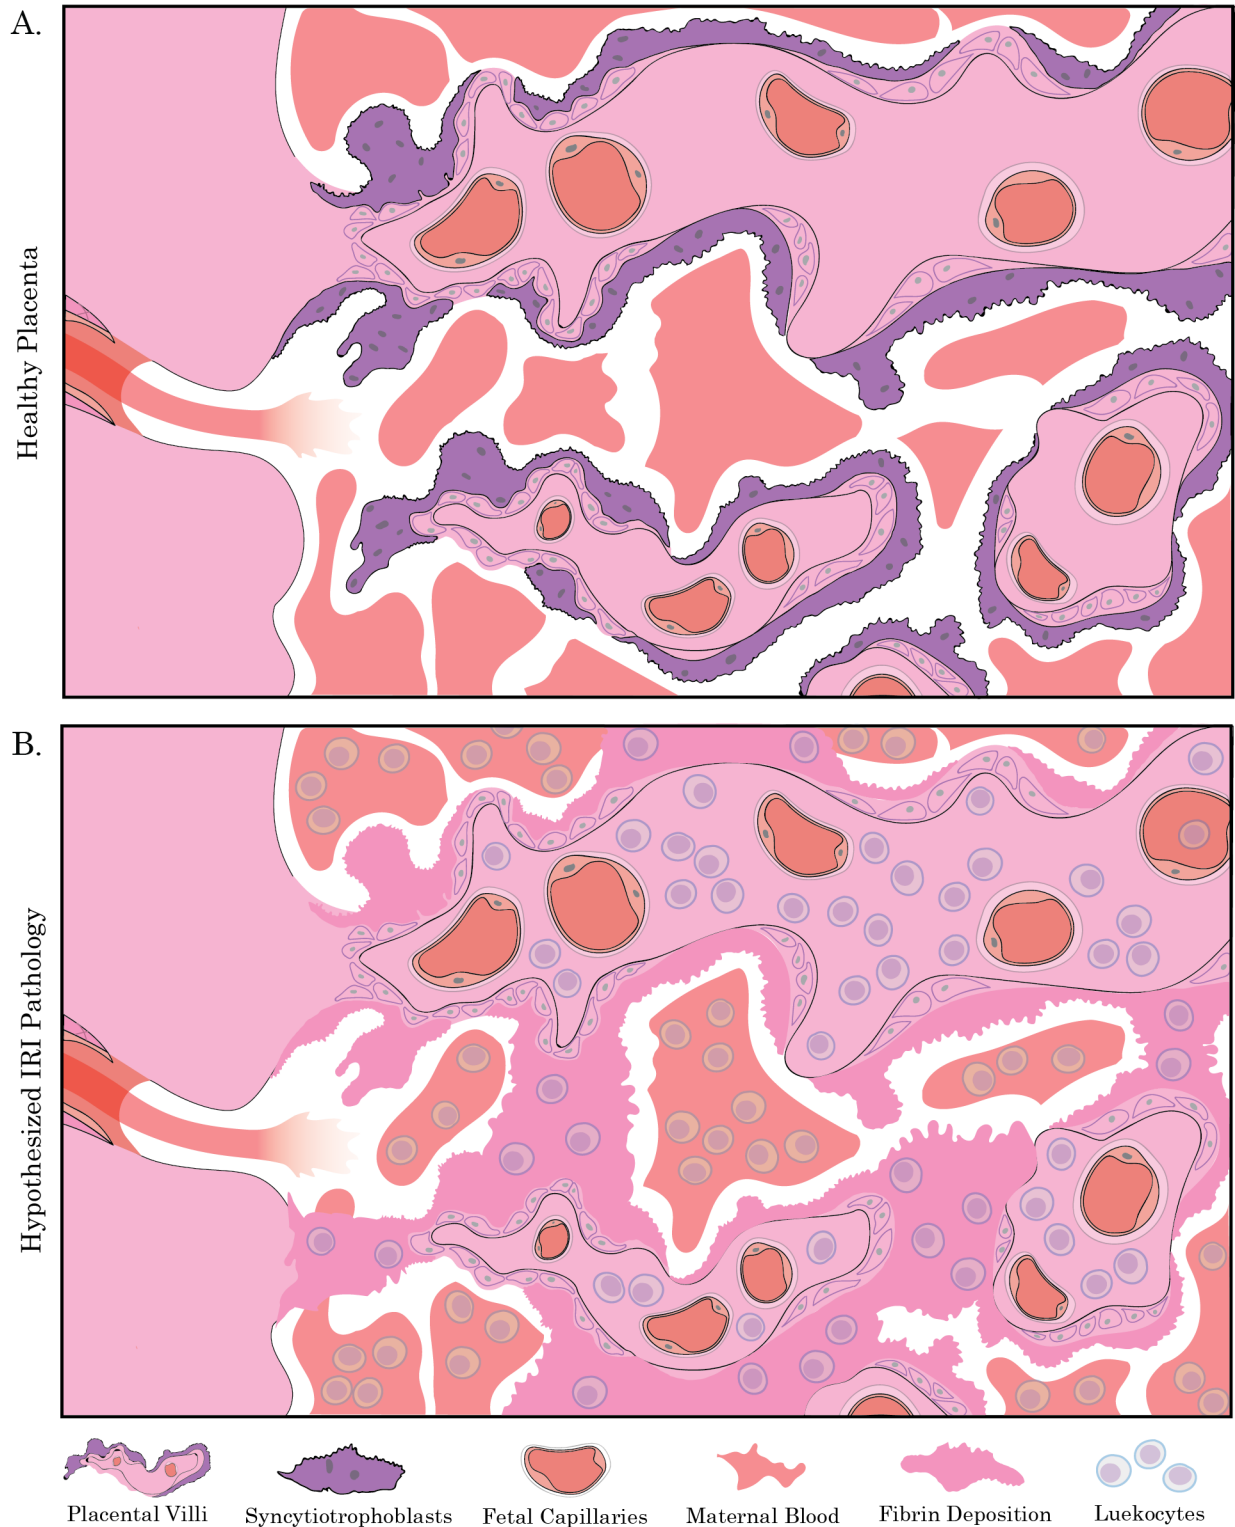 A.
Healthy Placenta
B.
Hypothesized IRI Pathology
Placental Villi
Syncytiotrophoblasts
Fetal Capillaries
Maternal Blood
Fibrin Deposition
Luekocytes